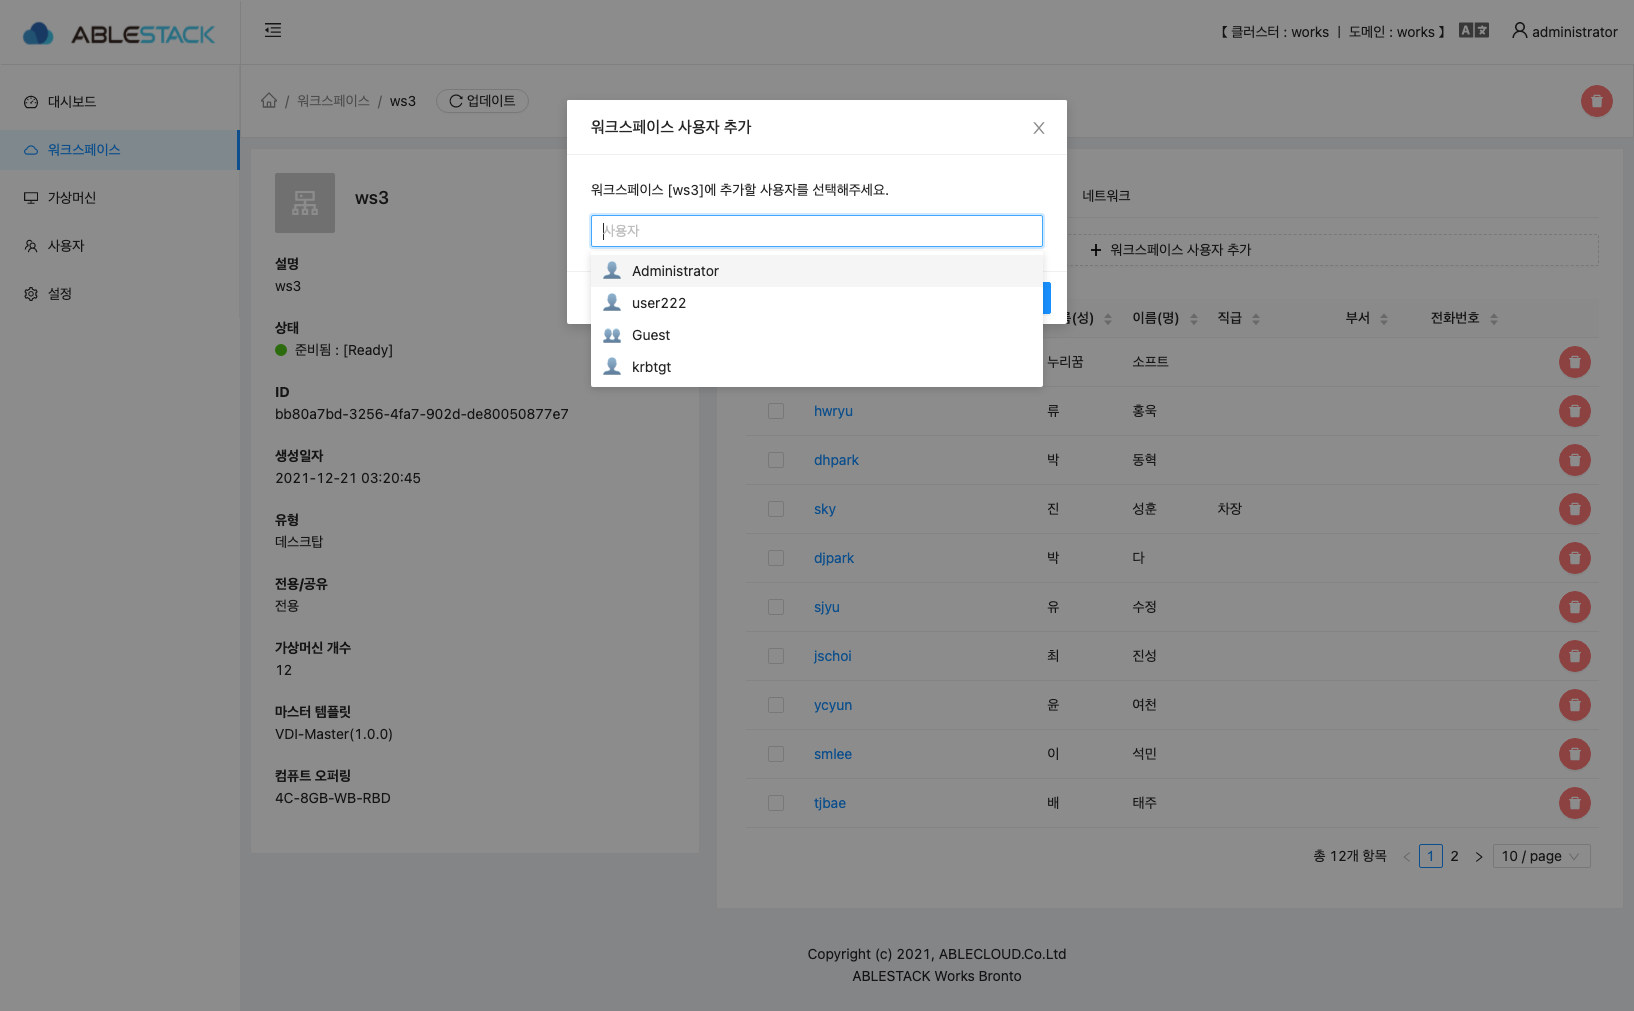 ABLESTACK
【 클러스터 : works ㅣ 도메인 : works 】
administrator
대시보드
워크스페이스
가상머신
사용자
설정
/ 워크스페이스 / ws3
업데이트
ws3
설명
ws3
상태
준비됨 : [Ready]
ID
bb80a7bd-3256-4fa7-902d-de80050877e7
생성일자
2021-12-21 03:20:45
유형
데스크탑
전용/공유
전용
가상머신 개수
12
마스터 템플릿
VDI-Master(1.0.0)
컴퓨트 오퍼링
4C-8GB-WB-RBD
워크스페이스 사용자 추가
워크스페이스 [ws3]에 추가할 사용자를 선택해주세요.
사용자
Administrator
user222
Guest
krbtgt
네트워크
+ 워크스페이스 사용자 추가
(성) 이름(명) 직급 부서 전화번호
누리꿈 소프트
hwryu 류 홍욱
dhpark 박 동혁
sky 진 성훈 차장
djpark 박 다
sjyu 유 수정
jschoi 최 진성
ycyun 윤 여천
smlee 이 석민
tjbae 배 태주
총 12개 항목 < 1 2 > 10 / page
Copyright (c) 2021, ABLECLOUD.Co.Ltd
ABLESTACK Works Bronto